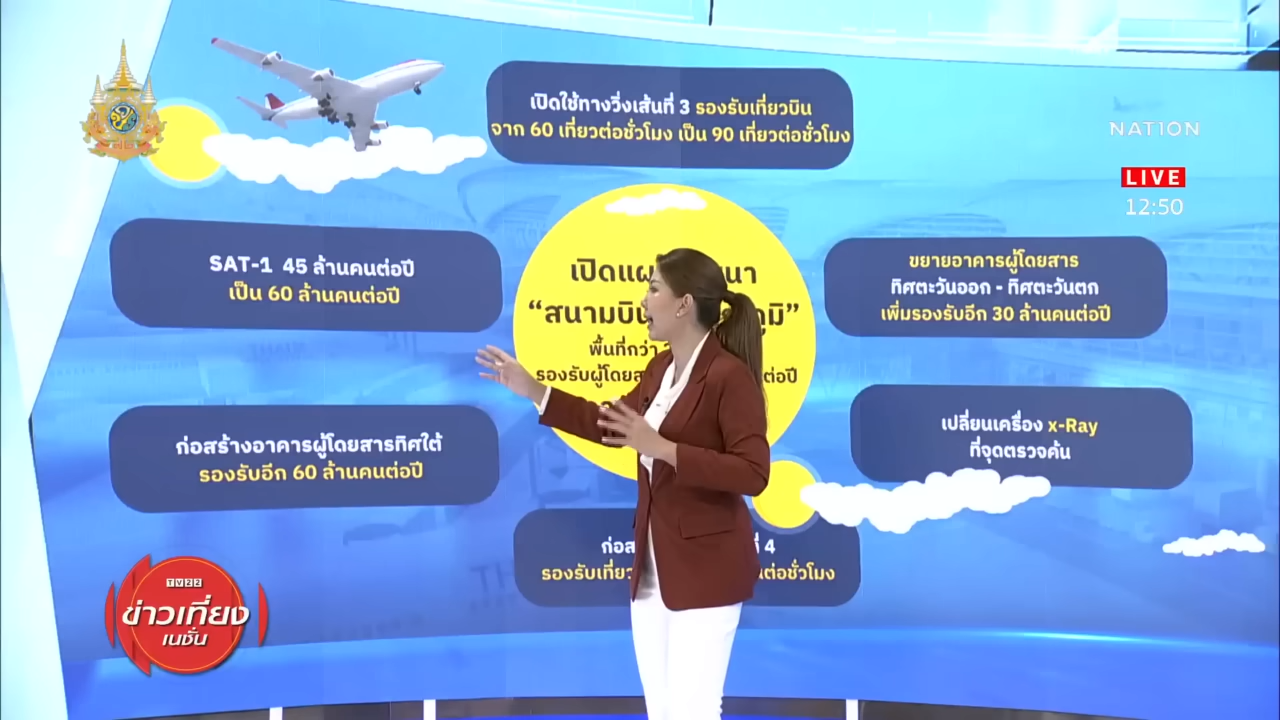 เปิดใช้ทางวิ่งเส้นที่ 3 รองรับเที่ยวบิน
จาก 60 เที่ยวต่อชั่วโมง เป็น 90 เที่ยวต่อชั่วโมง
NATION
LIVE
12:50
SAT-1 45 ล้านคนต่อปี
เป็น 60 ล้านคนต่อปี
เปิดแผ
นา
“สนามบิน
ภูมิ”
พื้นที่กว่า
รองรับผู้โดยส
ต่อปี
ขยายอาคารผู้โดยสาร
ทิศตะวันออก - ทิศตะวันตก
เพิ่มรองรับอีก 30 ล้านคนต่อปี
ก่อสร้างอาคารผู้โดยสารทิศใต้
รองรับอีก 60 ล้านคนต่อปี
เปลี่ยนเครื่อง x-Ray
ที่จุดตรวจค้น
ก่อส
ที่ 4
รองรับเที่ยว
ต่อชั่วโมง
TV22
ข่าวเที่ยง
เนชั่น